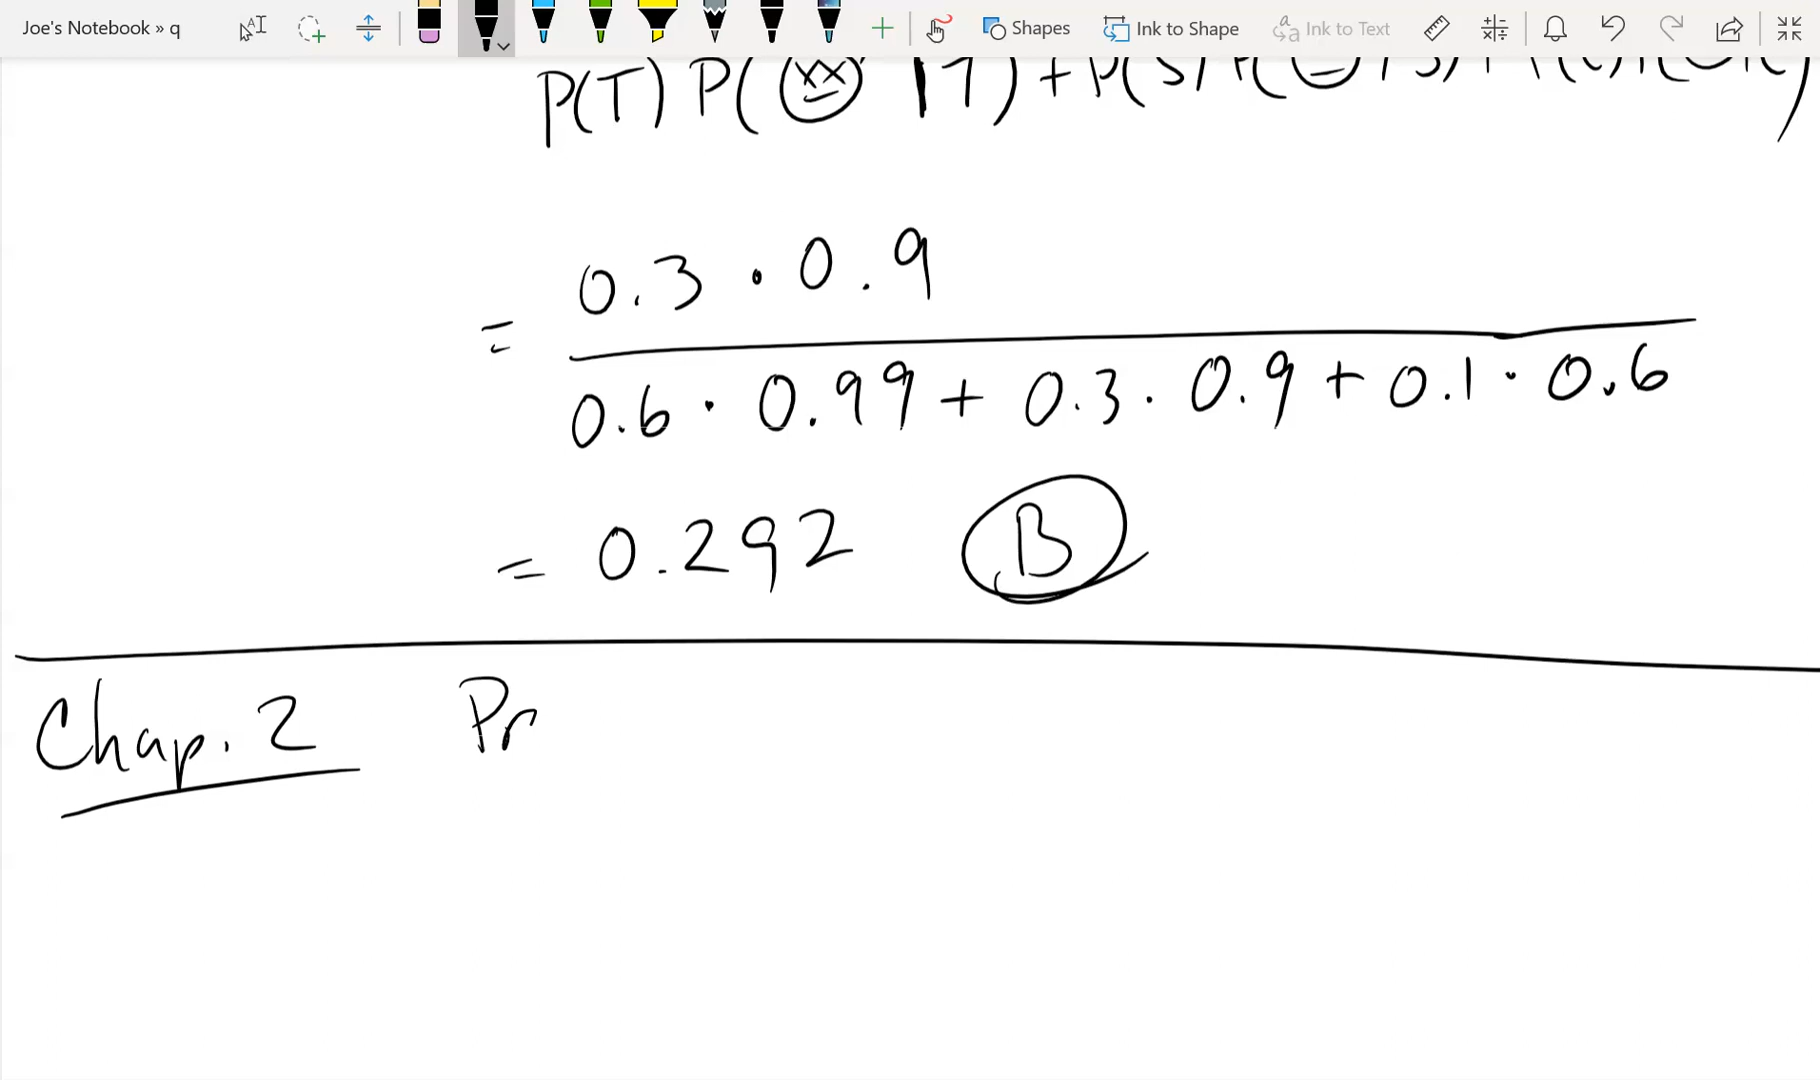 Joe's Notebook » q Shapes Ink to Shape Ink to Text
P(T) P( XX | T) + P(S) P( | S) +
0.3 · 0.9
=
0.6 · 0.99 + 0.3 · 0.9 + 0.1 · 0.6
= 0.292 B
Chap. 2 Pr